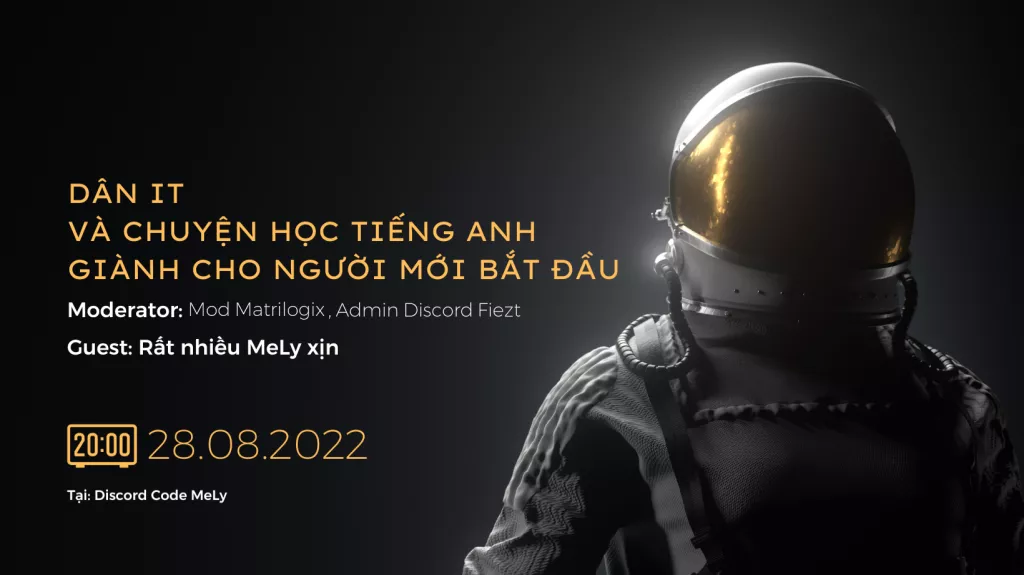 DÂN IT
VÀ CHUYỆN HỌC TIẾNG ANH
GIÀNH CHO NGƯỜI MỚI BẮT ĐẦU
Moderator: Mod Matrilogix, Admin Discord Fiezt
Guest: Rất nhiều MeLy xịn
20:00 28.08.2022
Tại: Discord Code MeLy